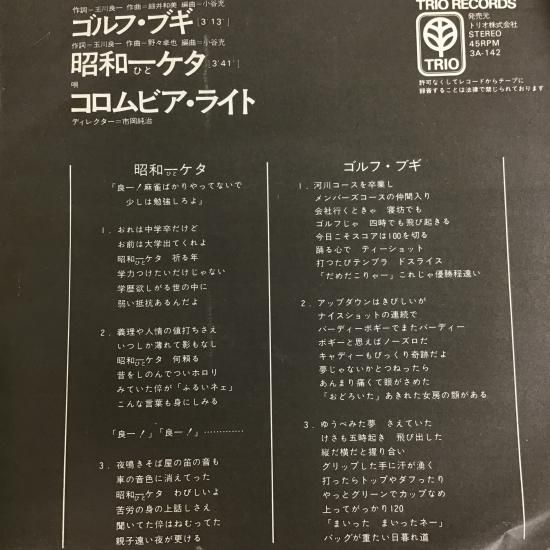 作詞=玉川良一 作曲=細井和美 編曲=小谷充
ゴルフ・ブギ[3′13″]
作詞=玉川良一 作曲=野々卓也 編曲=小谷充
昭和一ケタ[3′41″]
ひと
唄
コロムビア・ライト
ディレクター=市岡純治
TRIO RECORDS
TRIO
発売元
トリオ株式会社
STEREO
45RPM
3A-142
許可なくしてレコードからテープに
録音することは法律で禁じられております
昭和一ケタ
ひと
「良一!麻雀ばかりやってないで
少しは勉強しろよ」
1. おれは中学卒だけど
お前は大学出てくれよ
昭和一ケタ 祈る年
ひと
学力つけたいだけじゃない
学歴欲しがる世の中に
弱い抵抗あるんだよ
2. 義理や人情の値打ちさえ
いつしか薄れて影もなし
昭和一ケタ 何頼る
ひと
昔をしのんでついホロリ
みていた伜が「ふるいネェ」
こんな言葉も身にしみる
「良一!」「良一!」…………
3. 夜鳴きそば屋の笛の音も
車の音色に消えてった
昭和一ケタ わびしいよ
ひと
苦労の身の上話しさえ
聞いてた伜はねむってた
親子遠い夜が更ける
ゴルフ・ブギ
1. 河川コースを卒業し
メンバーズコースの仲間入り
会社行くときゃ 寝坊でも
ゴルフじゃ 四時でも飛び起きる
今日こそスコアは100を切る
踊る心で ティーショット
打つたびテンプラ ドスライス
「だめだこりゃー」これじゃ優勝程遠い
2. アップダウンはきびしいが
ナイスショットの連続で
バーディーボギーでまたバーディー
ボギーと思えばノーズロだ
キャディーもびっくり奇跡だよ
夢じゃないかとつねったら
あんまり痛くて眼がさめた
「おどろいた」あきれた女房の顔がある
3. ゆうべみた夢 さえていた
けさも五時起き 飛び出した
縦だ横だと握り合い
グリップした手に汗が湧く
打ったらトップやダフったり
やっとグリーンでカップなめ
上ってがっかり120
「まいった まいったネー」
バッグが重たい日暮れ道